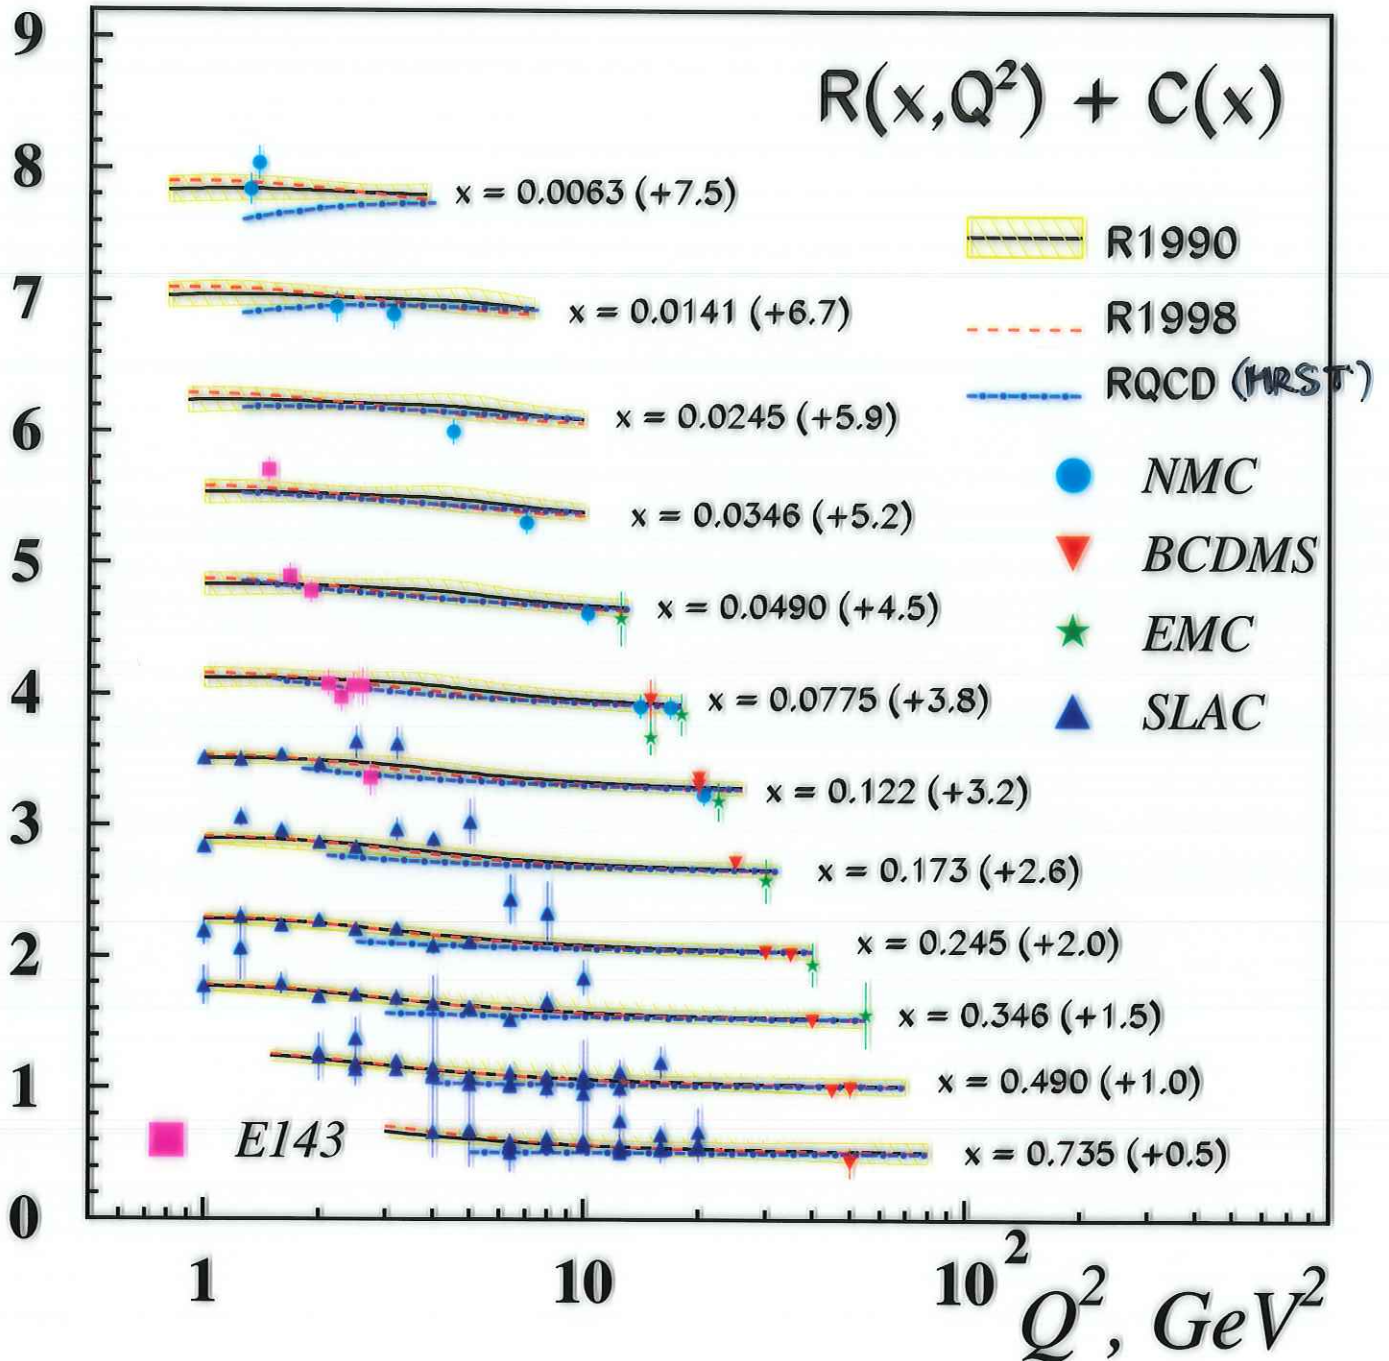 9
R(x,Q²) + C(x)
8
x = 0.0063 (+7.5)
R1990
7
x = 0.0141 (+6.7)
R1998
RQCD (MRST)
6
x = 0.0245 (+5.9)
NMC
x = 0.0346 (+5.2)
BCDMS
5
x = 0.0490 (+4.5)
EMC
4
x = 0.0775 (+3.8)
SLAC
x = 0.122 (+3.2)
3
x = 0.173 (+2.6)
2
x = 0.245 (+2.0)
x = 0.346 (+1.5)
1
x = 0.490 (+1.0)
E143
x = 0.735 (+0.5)
0
1 10 10²
Q², GeV²